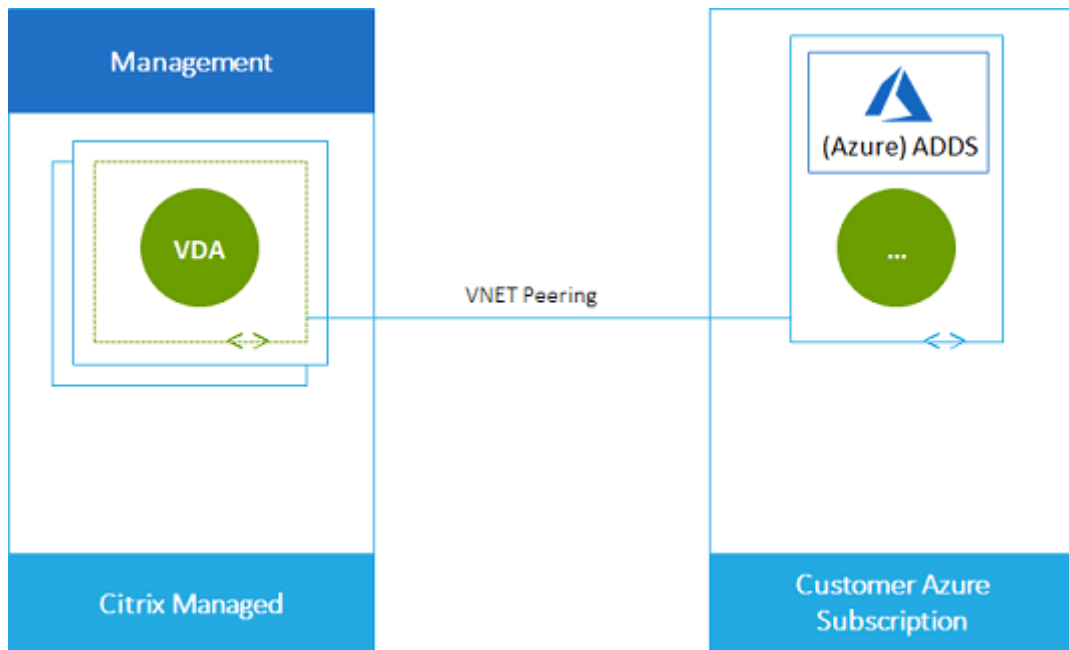 Management
VDA
Citrix Managed
VNET Peering
(Azure) ADDS
...
Customer Azure
Subscription